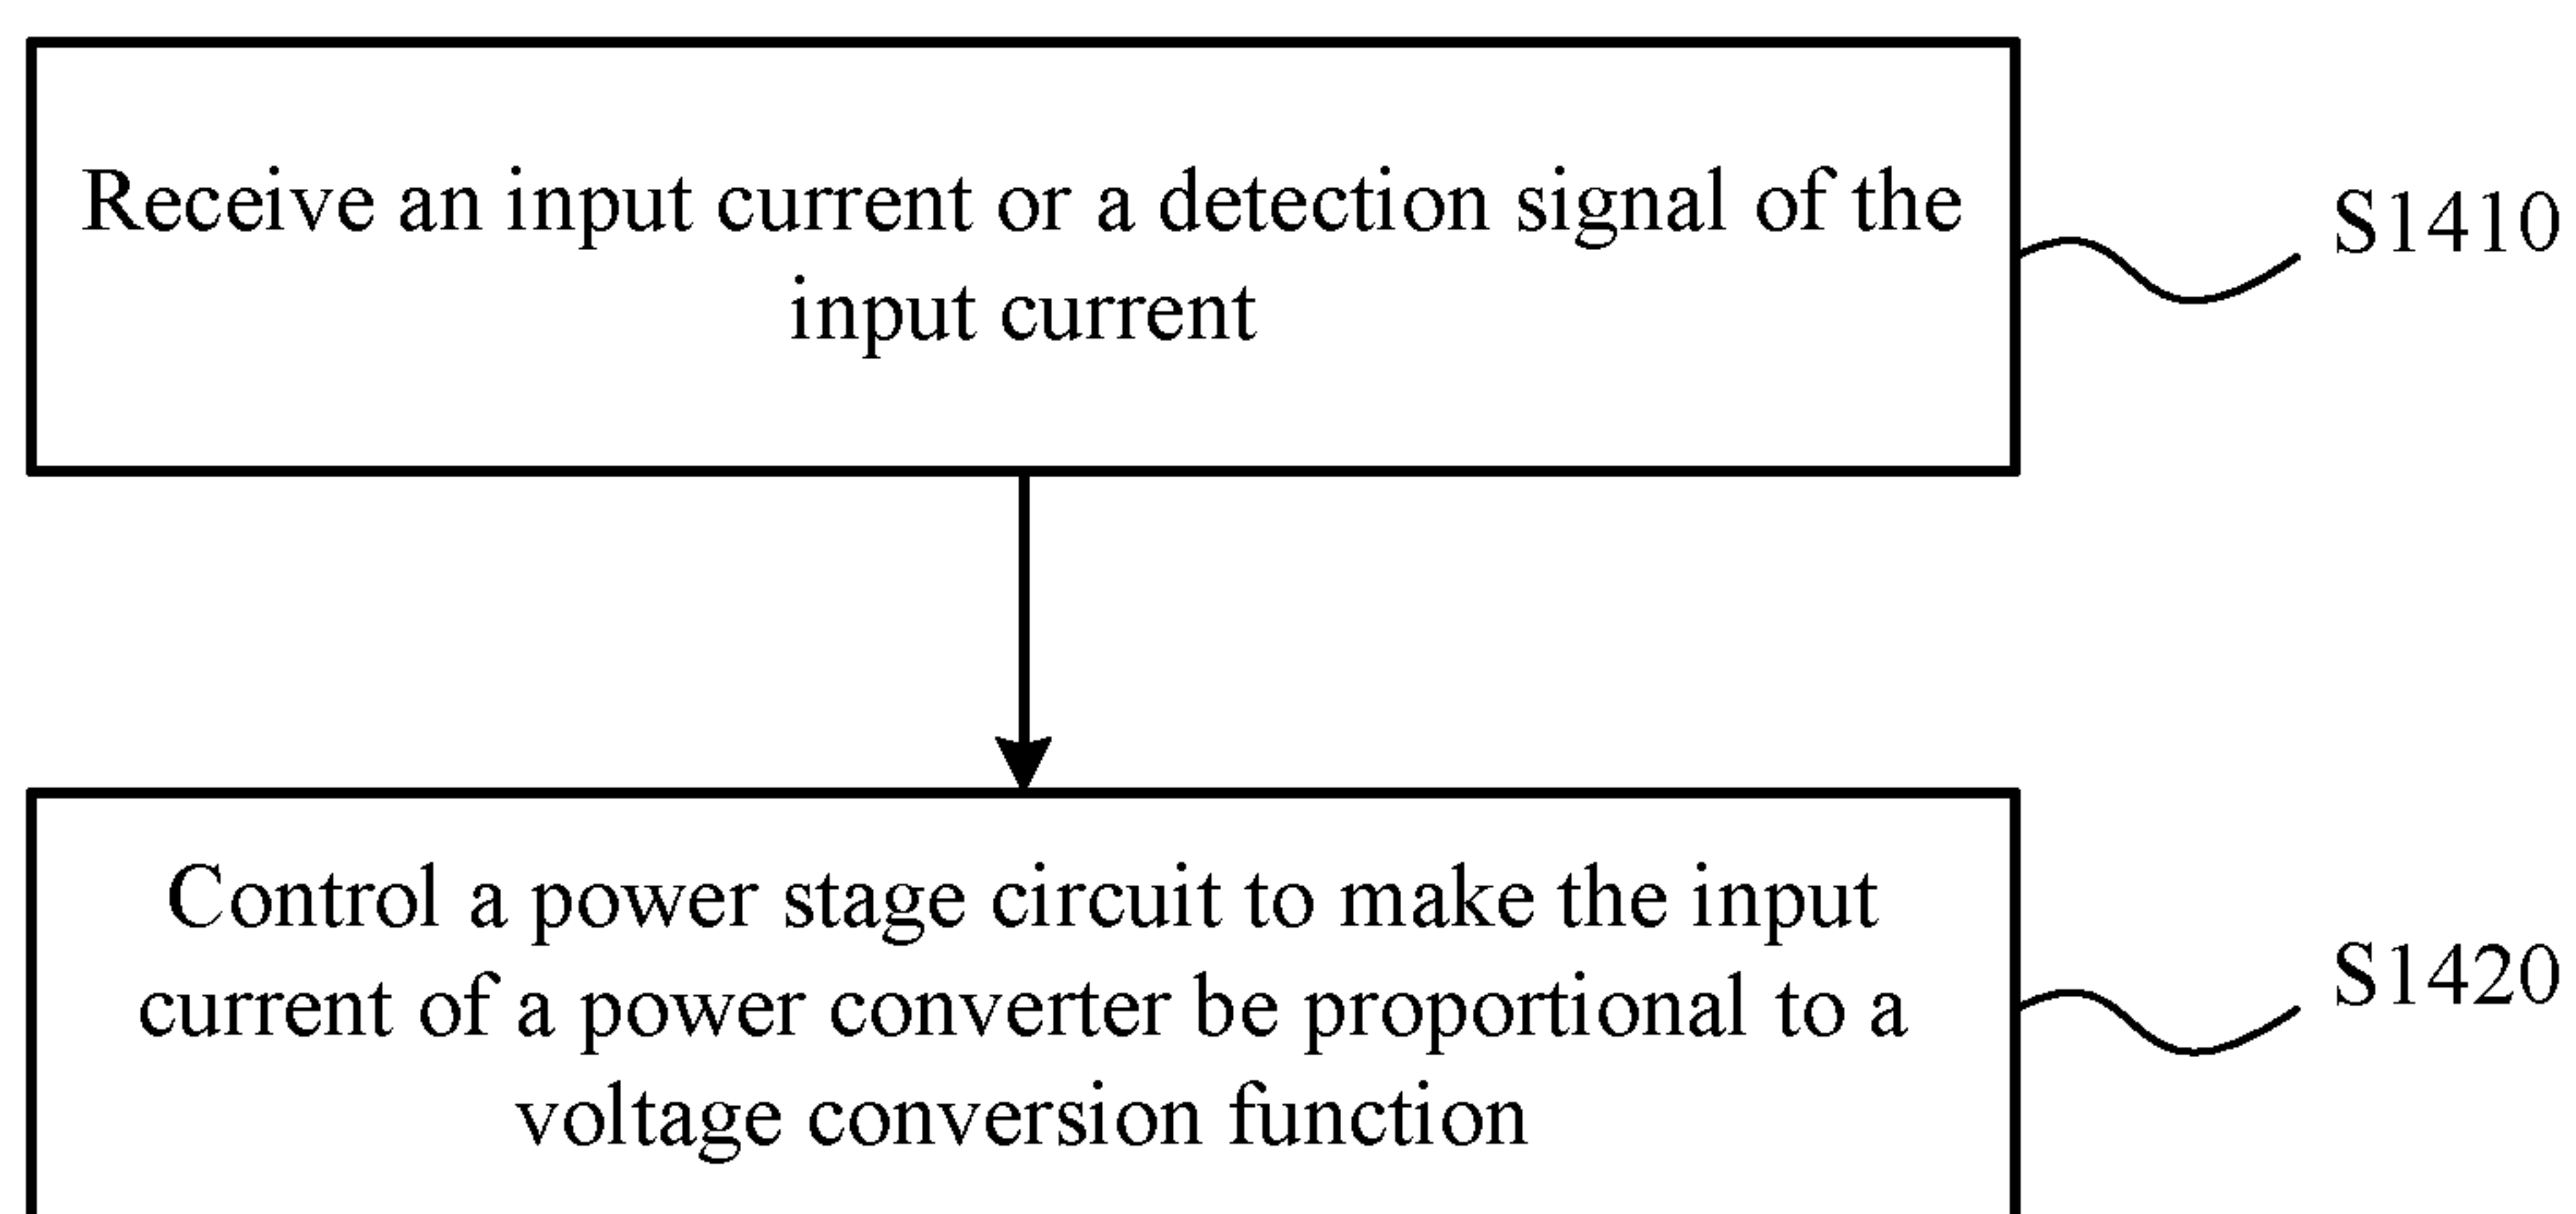 Receive an input current or a detection signal of the
input current
S1410
Control a power stage circuit to make the input
current of a power converter be proportional to a
voltage conversion function
S1420